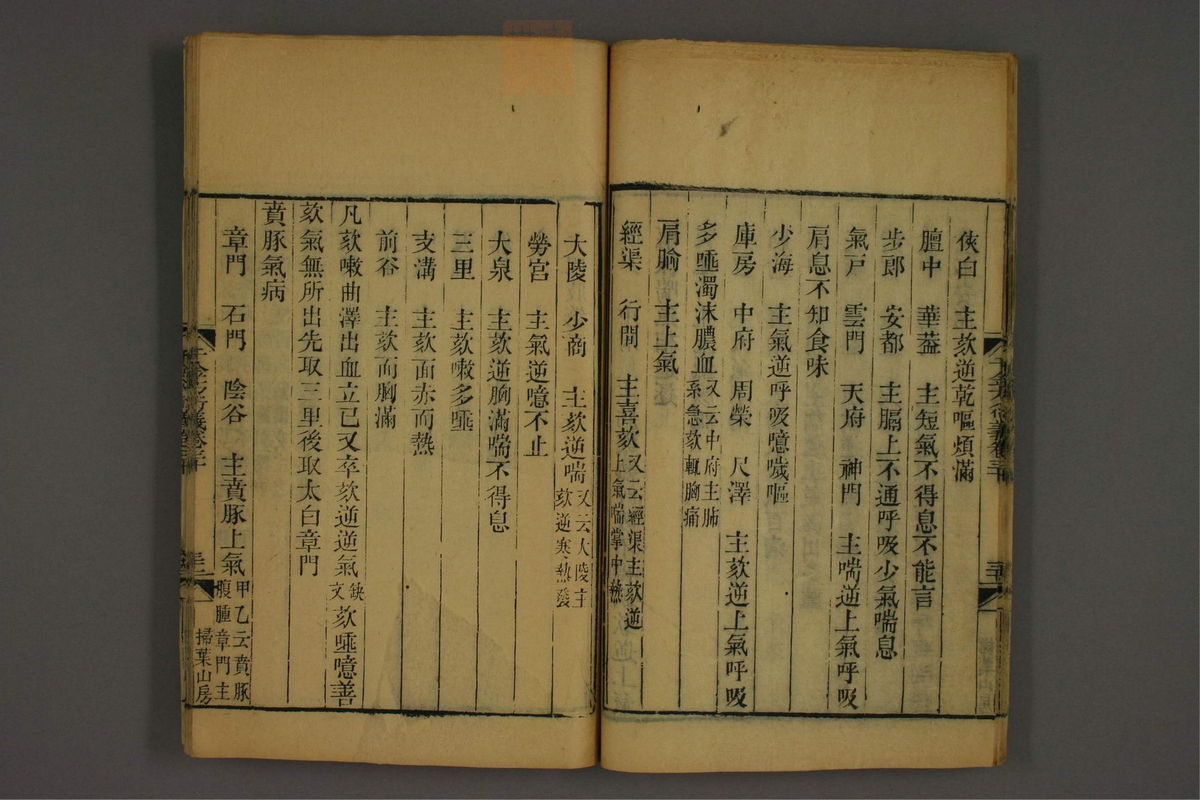 俠白 主欬逆乾嘔煩滿
膻中 華葢 主短氣不得息不能言
步郎 安都 主膈上不通呼吸少氣喘息
氣戸 雲門 天府 神門 主喘逆上氣呼吸
肩息不知食味
少海 主氣逆呼吸噫噦嘔
庫房 中府 周榮 尺澤 主欬逆上氣呼吸
多唾濁沫膿血又云中府主肺系急欬輒胸痛
肩腧 主上氣
經渠 行間 主喜欬又云經渠主欬逆上氣喘掌中熱
大陵 少商 主欬逆喘又云大陵主欬逆寒熱發
勞宮 主氣逆噫不止
大泉 主欬逆胸滿喘不得息
三里 主欬嗽多唾
支溝 主欬面赤而熱
前谷 主欬而胸滿
凡欬嗽曲澤出血立已又卒欬逆逆氣缺文欬唾噫善
欬氣無所出先取三里後取太白章門
賁豚氣病
章門 石門 陰谷 主賁豚上氣甲乙云賁豚腹腫章門主
掃葉山房